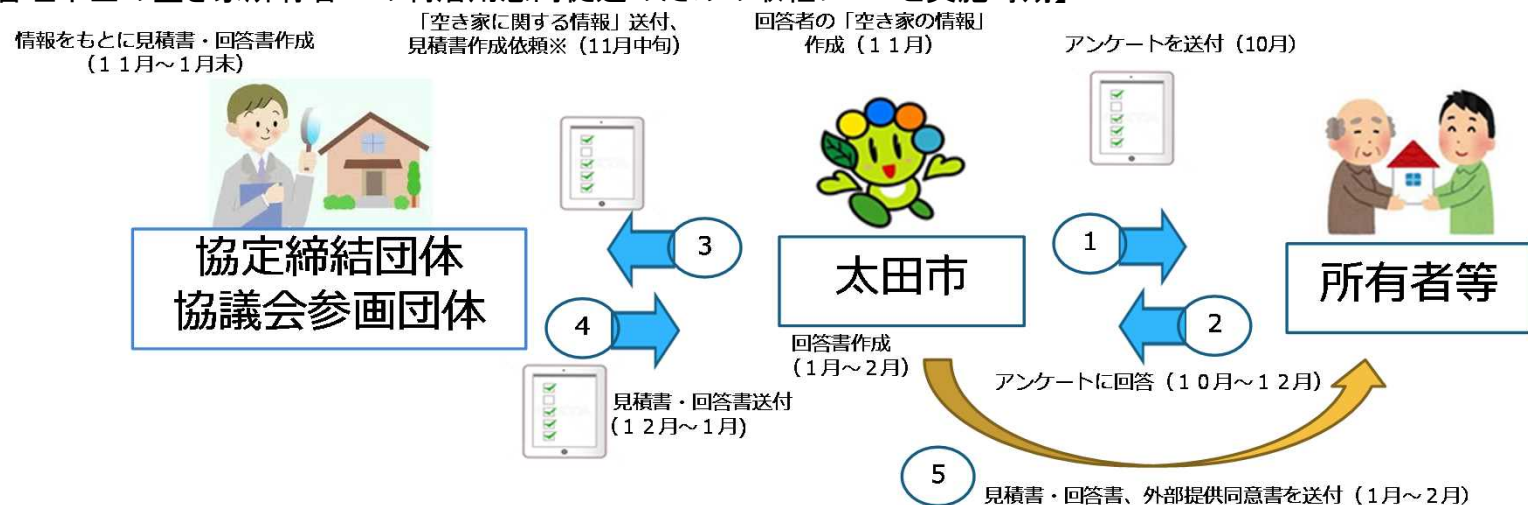 情報をもとに見積書・回答書作成
（１１月～１月末）
「空き家に関する情報」送付、
見積書作成依頼※（11月中旬）
回答者の「空き家の情報」
作成（１１月）
アンケートを送付（10月）
協定締結団体
協議会参画団体
3
太田市
1
所有者等
4
2
回答書作成
（１月～２月）
アンケートに回答（１０月～１２月）
見積書・回答書送付
（１２月～１月）
5
見積書・回答書、外部提供同意書を送付（１月～２月）